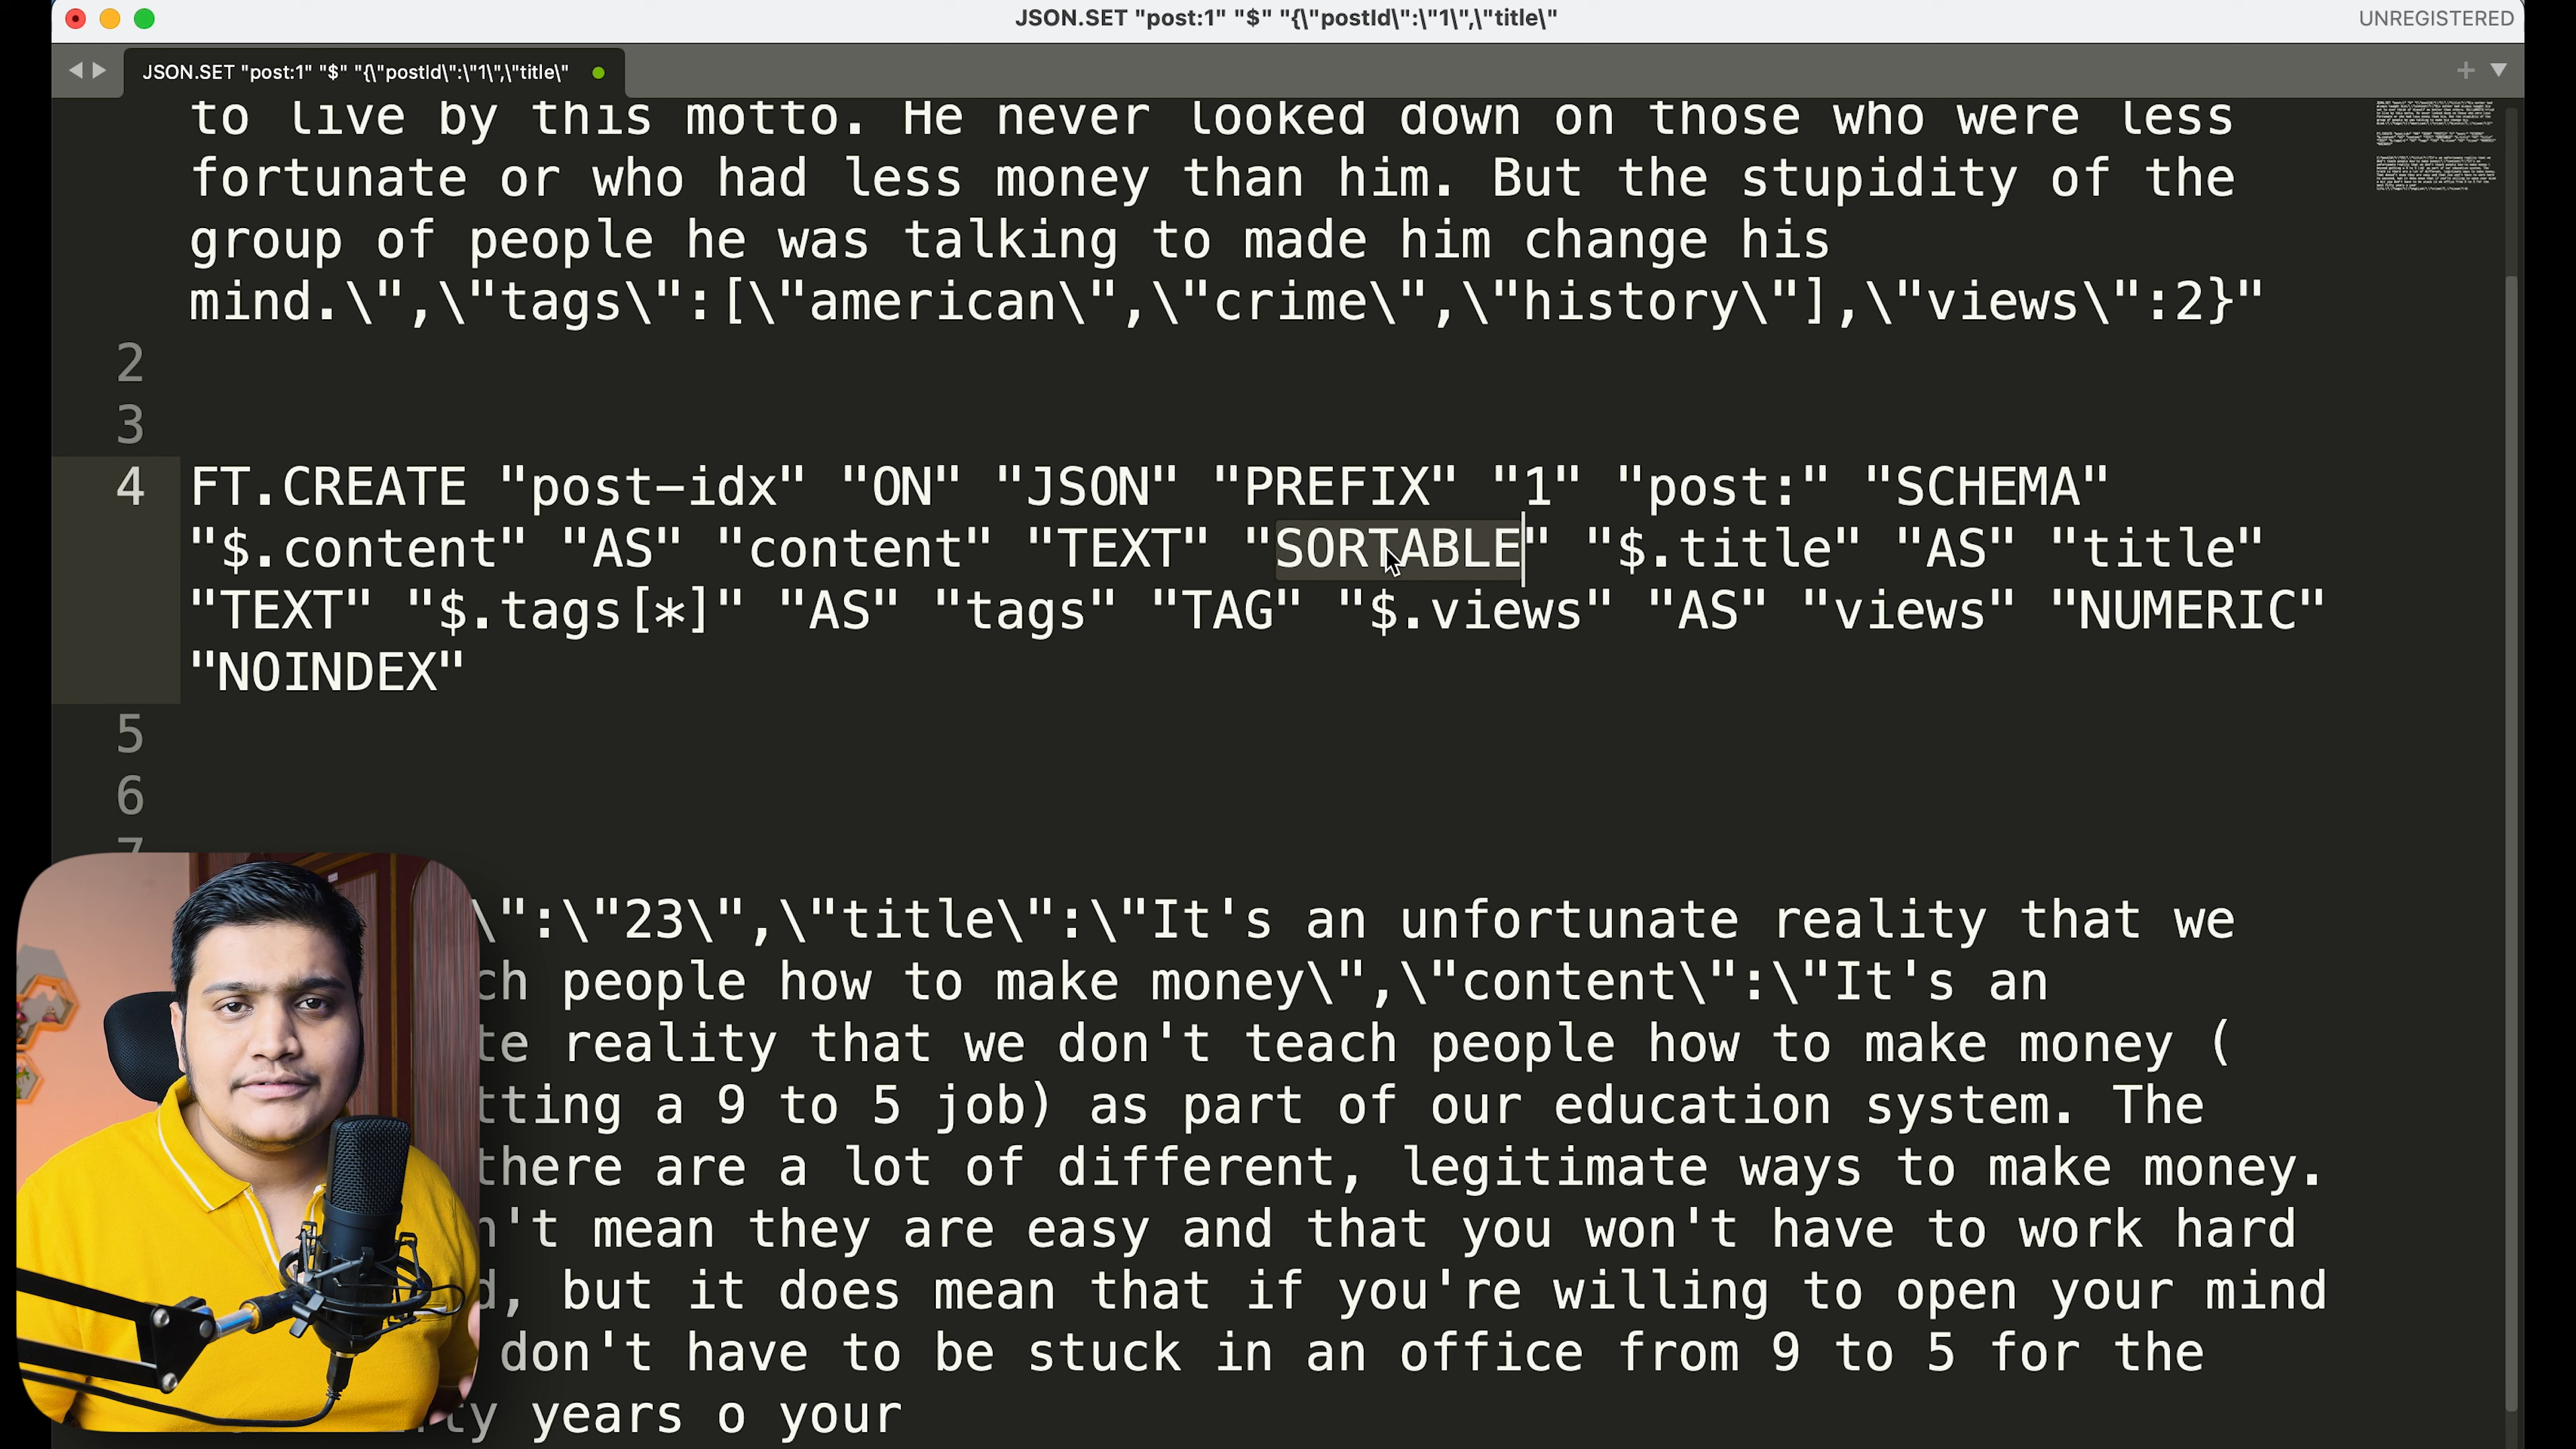 JSON.SET "post:1" "$" "{\"postId\":\"1\",\"title\"
UNREGISTERED
JSON.SET "post:1" "$" "{\"postId\":\"1\",\"title\"
to live by this motto. He never looked down on those who were less
fortunate or who had less money than him. But the stupidity of the
group of people he was talking to made him change his
mind.\",\"tags\":[\"american\",\"crime\",\"history\"],\"views\":2}"
2
3
4 FT.CREATE "post-idx" "ON" "JSON" "PREFIX" "1" "post:" "SCHEMA"
"$.content" "AS" "content" "TEXT" "SORTABLE" "$.title" "AS" "title"
"TEXT" "$.tags[*]" "AS" "tags" "TAG" "$.views" "AS" "views" "NUMERIC"
"NOINDEX"
5
6
7
\":\"23\",\"title\":\"It's an unfortunate reality that we
people how to make money\",\"content\":\"It's an
reality that we don't teach people how to make money (
a 9 to 5 job) as part of our education system. The
there are a lot of different, legitimate ways to make money.
mean they are easy and that you won't have to work hard
but it does mean that if you're willing to open your mind
don't have to be stuck in an office from 9 to 5 for the
years o your